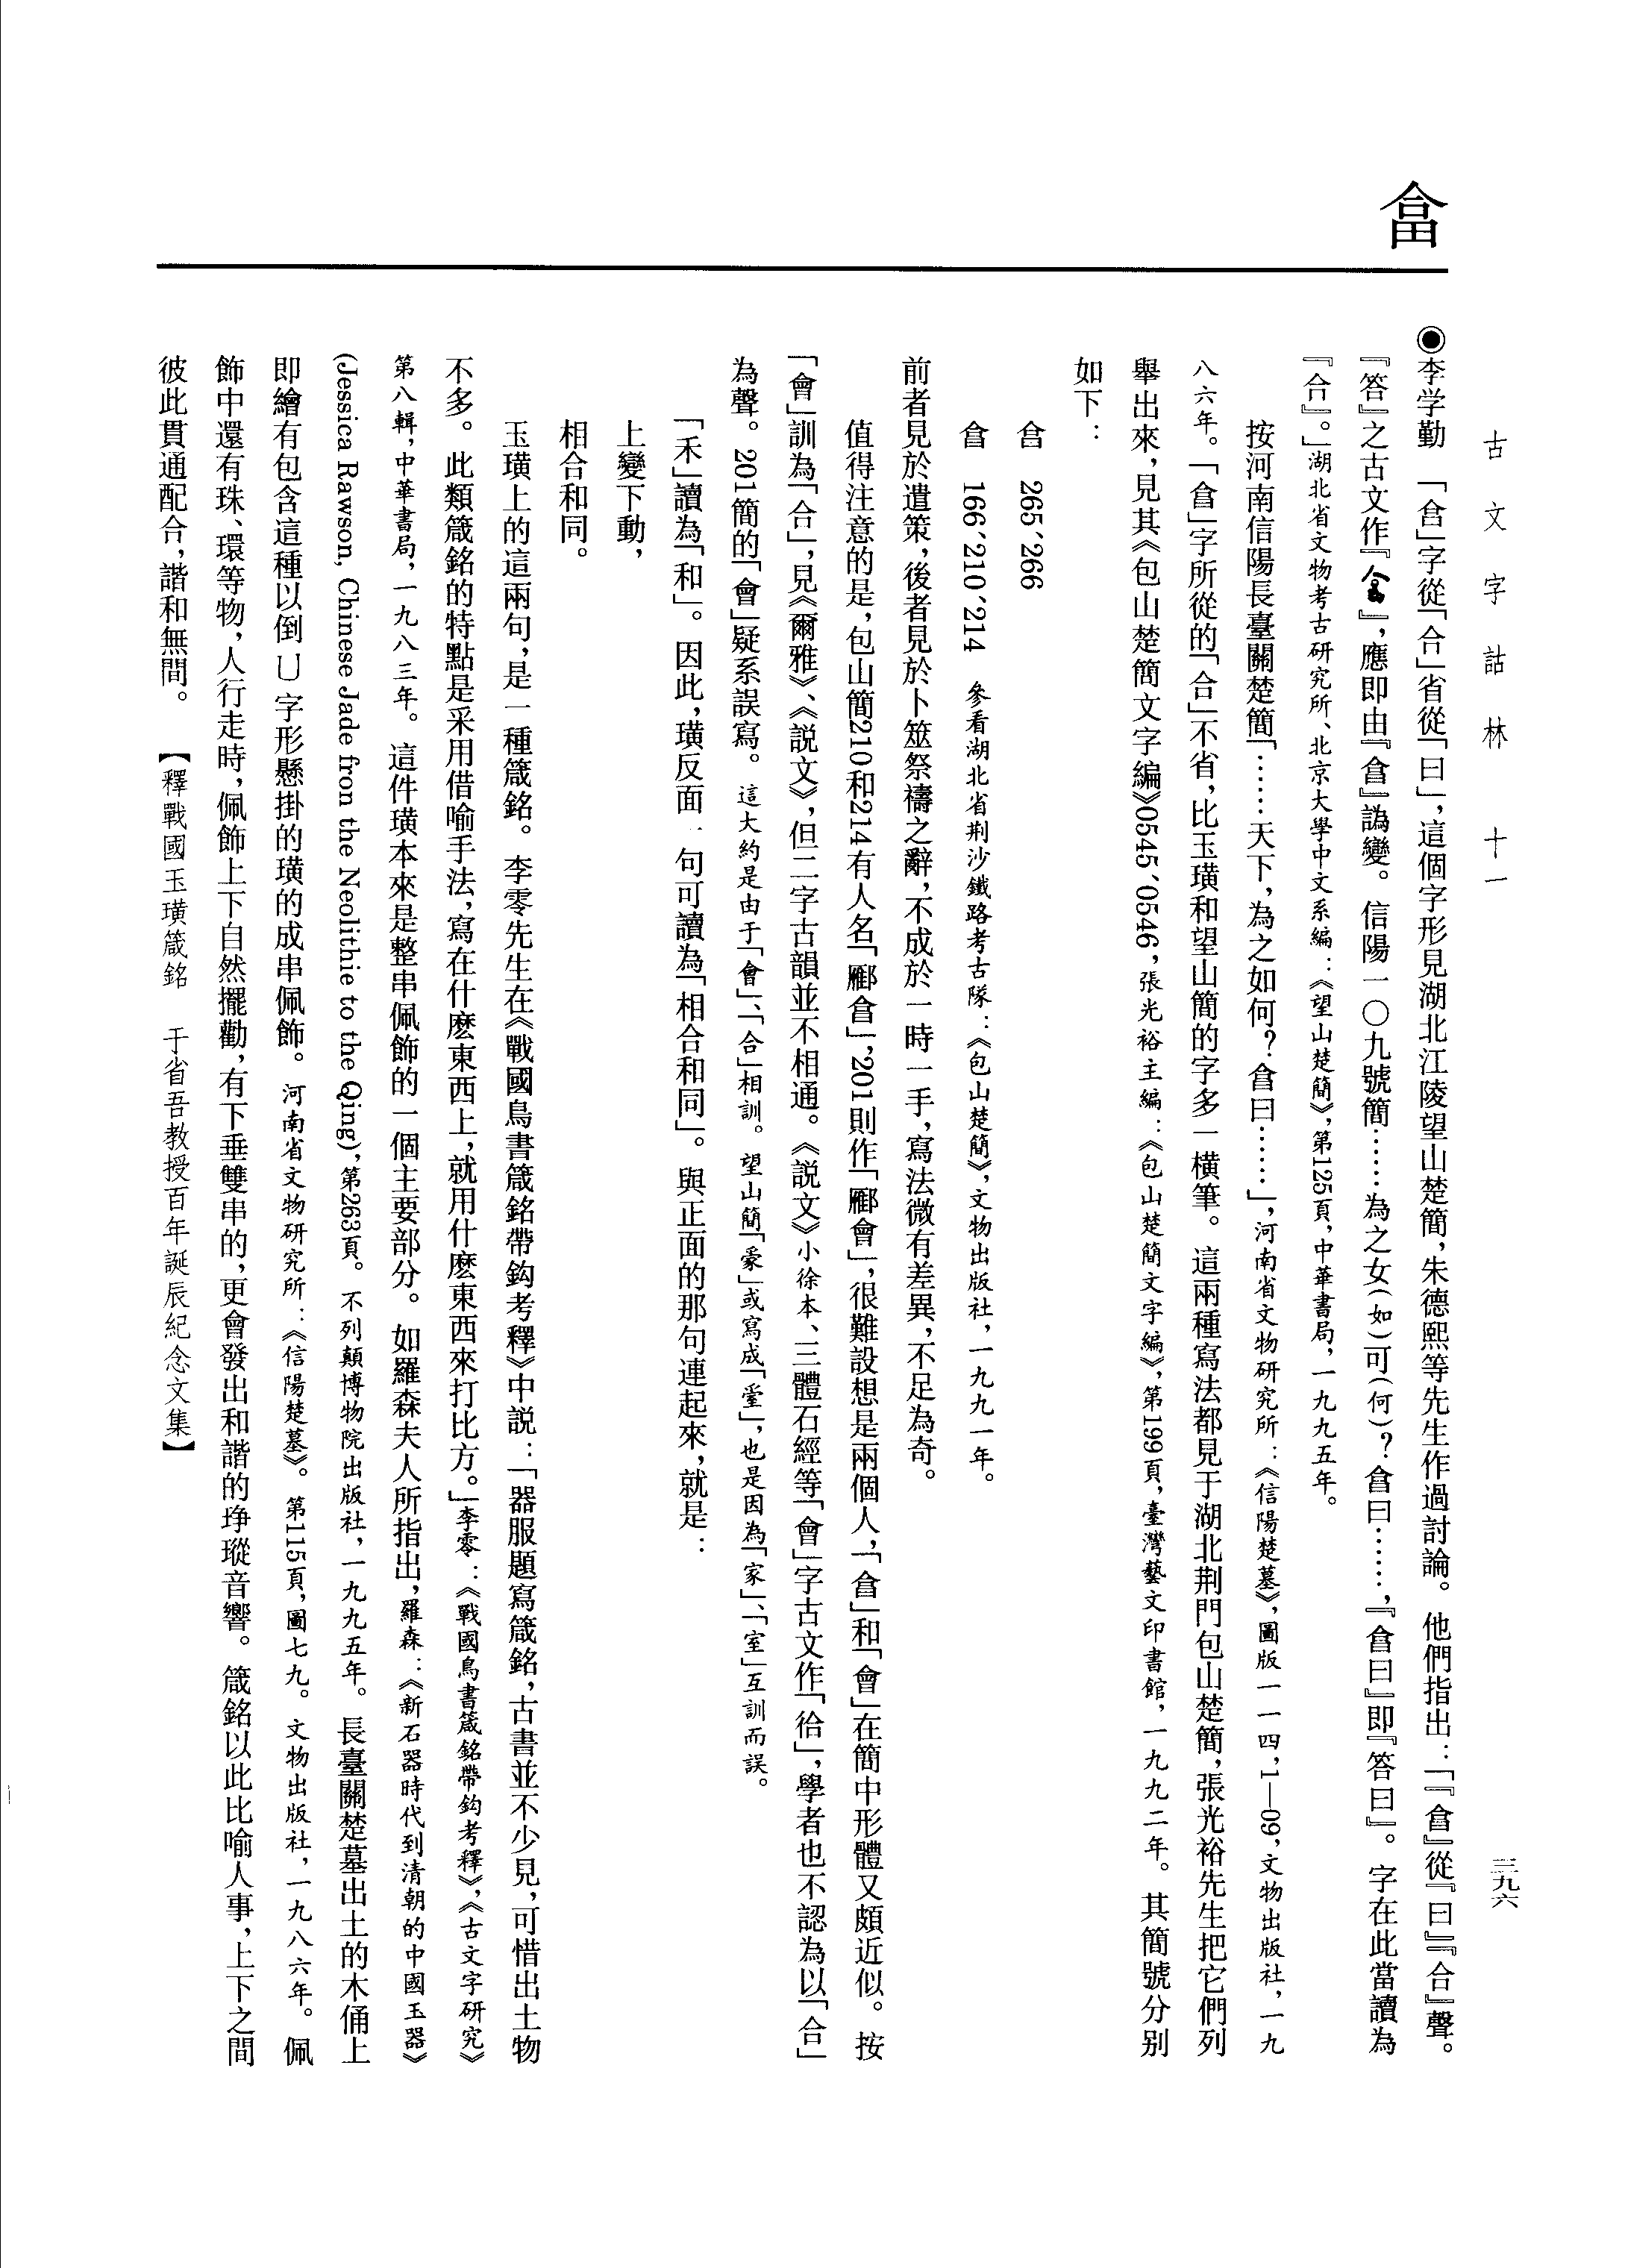 畣
古文字詁林　十一
三九六
◉李学勤　「」字從「合」省從「曰」，這個字形見湖北江陵望山楚簡，朱德熙等先生作過討論。他們指出：「『』從『曰』『合』聲。
『答』之古文作『』，應即由『』譌變。信陽一〇九號簡……為之女（如）可（何）？曰……，『曰』即『答曰』。字在此當讀為
『合』。」湖北省文物考古研究所、北京大學中文系編：《望山楚簡》，第125頁，中華書局，一九九五年。
按河南信陽長臺關楚簡「……天下，為之如何？曰……」，河南省文物研究所：《信陽楚墓》，圖版一一四，1—09，文物出版社，一九
八六年。「」字所從的「合」不省，比玉璜和望山簡的字多一橫筆。這兩種寫法都見于湖北荆門包山楚簡，張光裕先生把它們列
舉出來，見其《包山楚簡文字編》0545、0546，張光裕主編：《包山楚簡文字編》，第199頁，臺灣藝文印書館，一九九二年。其簡號分别
如下：
265、266
166、210、214　參看湖北省荆沙鐵路考古隊：《包山楚簡》，文物出版社，一九九一年。
前者見於遣策，後者見於卜筮祭禱之辭，不成於一時一手，寫法微有差異，不足為奇。
值得注意的是，包山簡210和214有人名「郙」，201則作「會」，很難設想是兩個人，「」和「會」在簡中形體又頗近似。按
「會」訓為「合」，見《爾雅》、《説文》，但二字古韻並不相通。《説文》小徐本、三體石經等「會」字古文作「㣛」，學者也不認為以「合」
為聲。201簡的「會」疑系誤寫。這大約是由于「會」、「合」相訓。望山簡「」或寫成「」，也是因為「家」、「室」互訓而誤。
「禾」讀為「和」。因此，璜反面一句可讀為「相合和同」。與正面的那句連起來，就是：
上變下動，
相合和同。
玉璜上的這兩句，是一種箴銘。李零先生在《戰國鳥書箴銘帶鈎考釋》中説：「器服題寫箴銘，古書並不少見，可惜出土物
不多。此類箴銘的特點是采用借喻手法，寫在什麽東西上，就用什麽東西來打比方。」李零：《戰國鳥書箴銘帶鈎考釋》，《古文字研究》
第八輯，中華書局，一九八三年。這件璜本來是整串佩飾的一個主要部分。如羅森夫人所指出，羅森：《新石器時代到清朝的中國玉器》
(Jessica Rawson, Chinese Jade fron the Neolithie to the Qing)，第263頁。不列顛博物院出版社，一九九五年。長臺關楚墓出土的木俑上
即繪有包含這種以倒 U 字形懸掛的璜的成串佩飾。河南省文物研究所：《信陽楚墓》。第115頁，圖七九。文物出版社，一九八六年。佩
飾中還有珠、環等物，人行走時，佩飾上下自然擺勸，有下垂雙串的，更會發出和諧的琤瑽音響。箴銘以此比喻人事，上下之間
彼此貫通配合，諧和無間。　【釋戰國玉璜箴銘　于省吾教授百年誕辰紀念文集】